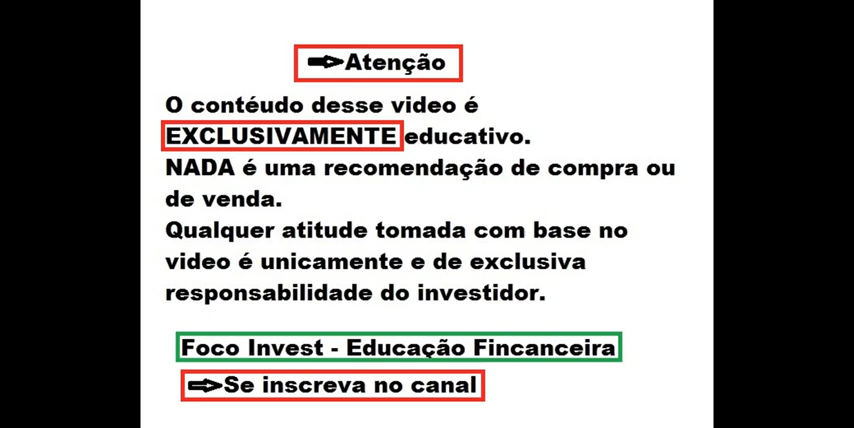 ⇨Atenção
O contéudo desse video é
EXCLUSIVAMENTE educativo.
NADA é uma recomendação de compra ou
de venda.
Qualquer atitude tomada com base no
video é unicamente e de exclusiva
responsabilidade do investidor.
Foco Invest - Educação Fincanceira
⇨Se inscreva no canal